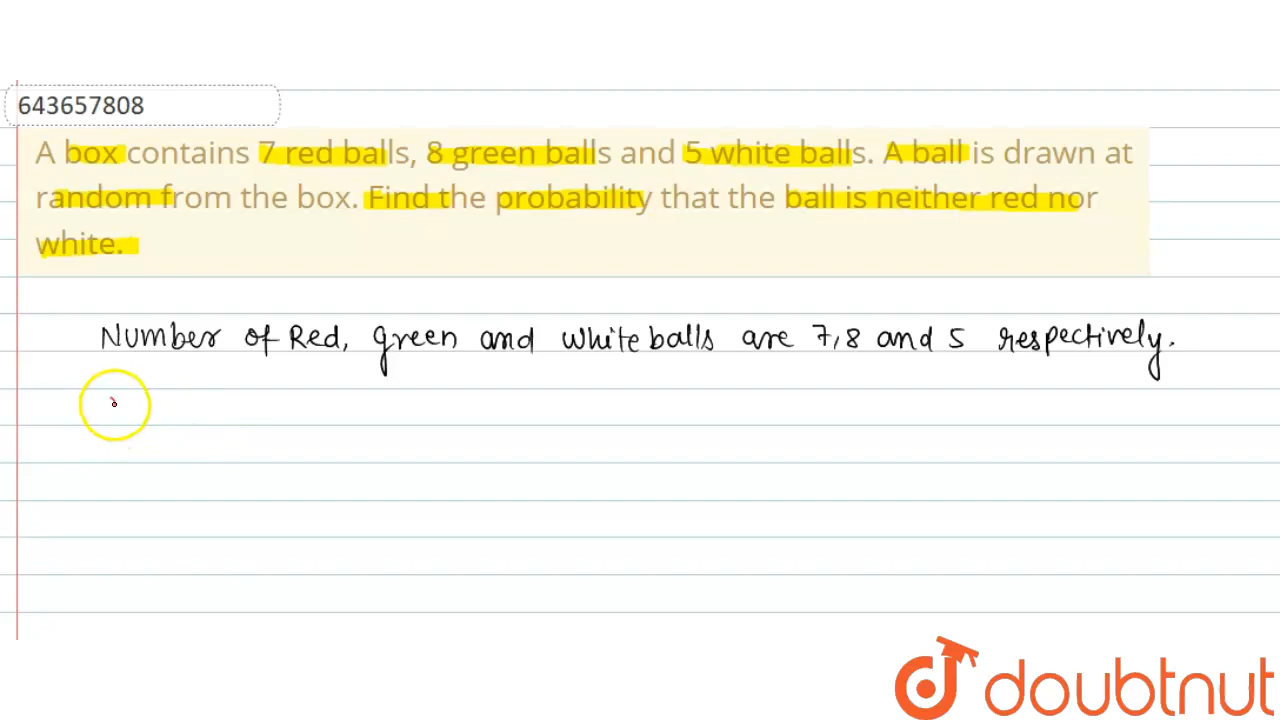 643657808
A box contains 7 red balls, 8 green balls and 5 white balls. A ball is drawn at
random from the box. Find the probability that the ball is neither red nor
white.
Number of Red, green and white balls are 7, 8 and 5 respectively.
doubtnut